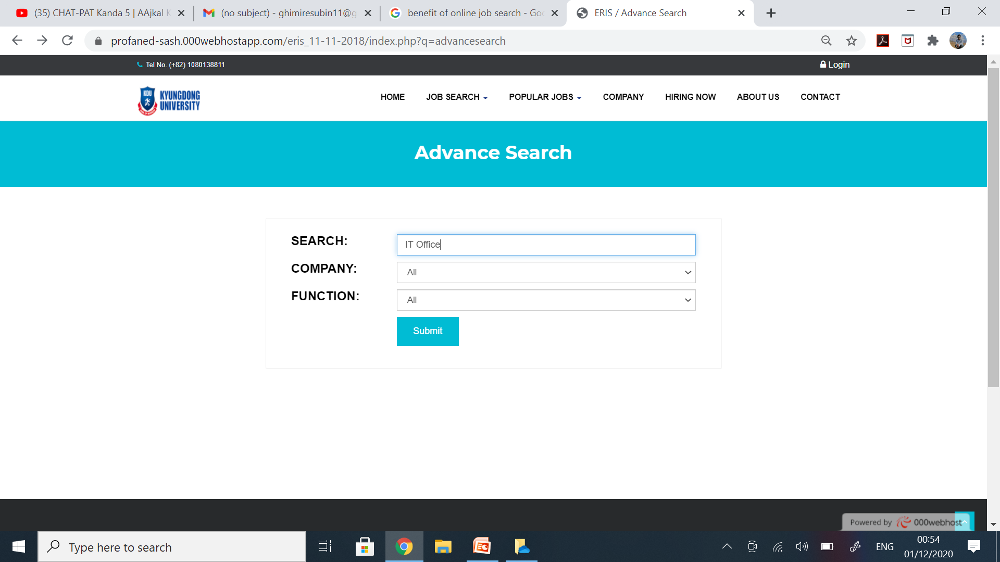 (35) CHAT-PAT Kanda 5 | AAjkal K
(no subject) - ghimiresubin11@g
benefit of online job search - Goo
ERIS / Advance Search
profaned-sash.000webhostapp.com/eris_11-11-2018/index.php?q=advancesearch
Tel No. (+82) 1080138811
Login
KDU
KYUNGDONG
UNIVERSITY
HOME
JOB SEARCH
POPULAR JOBS
COMPANY
HIRING NOW
ABOUT US
CONTACT
Advance Search
SEARCH:
IT Office
COMPANY:
All
FUNCTION:
All
Submit
Powered by 000webhost
Type here to search
ENG
00:54
01/12/2020